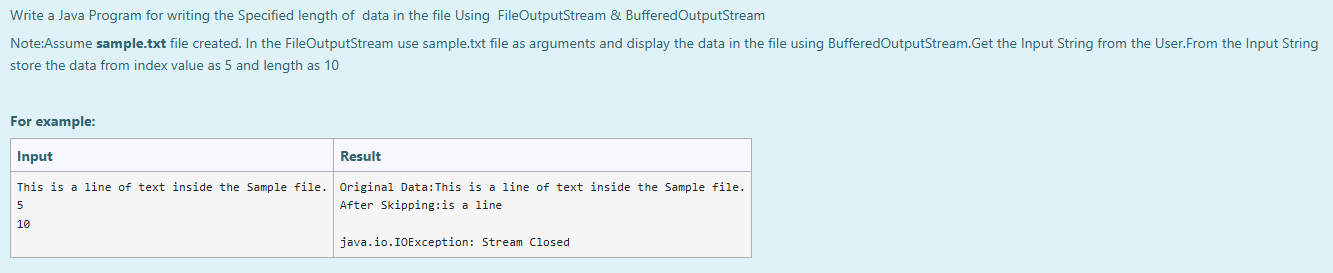 Write a Java Program for writing the Specified length of  data in the file Using  FileOutputStream & BufferedOutputStream
Note:Assume sample.txt file created. In the FileOutputStream use sample.txt file as arguments and display the data in the file using BufferedOutputStream.Get the Input String from the User.From the Input String
store the data from index value as 5 and length as 10
For example:
Input
Result
This is a line of text inside the Sample file.
5
10
Original Data:This is a line of text inside the Sample file.
After Skipping:is a line
java.io.IOException: Stream Closed